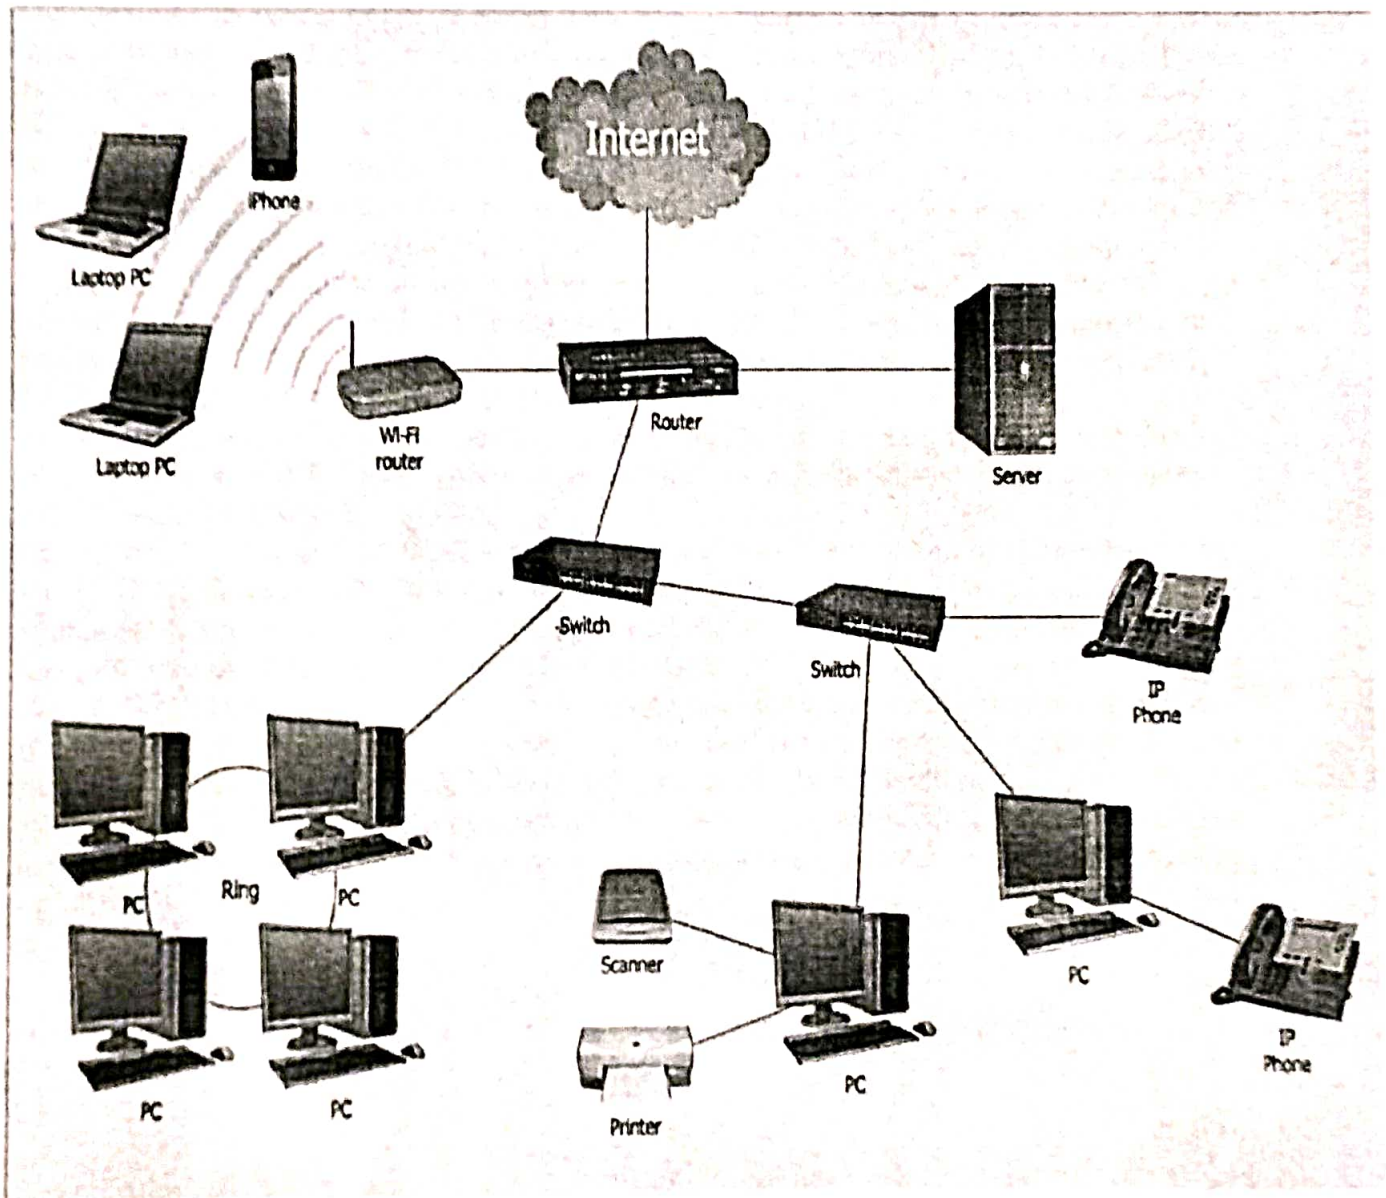 Internet
iPhone
Laptop PC
Laptop PC
Wi-Fi
router
Router
Server
-Switch
Switch
IP
Phone
PC
Ring
PC
PC
PC
Scanner
Printer
PC
PC
IP
Phone